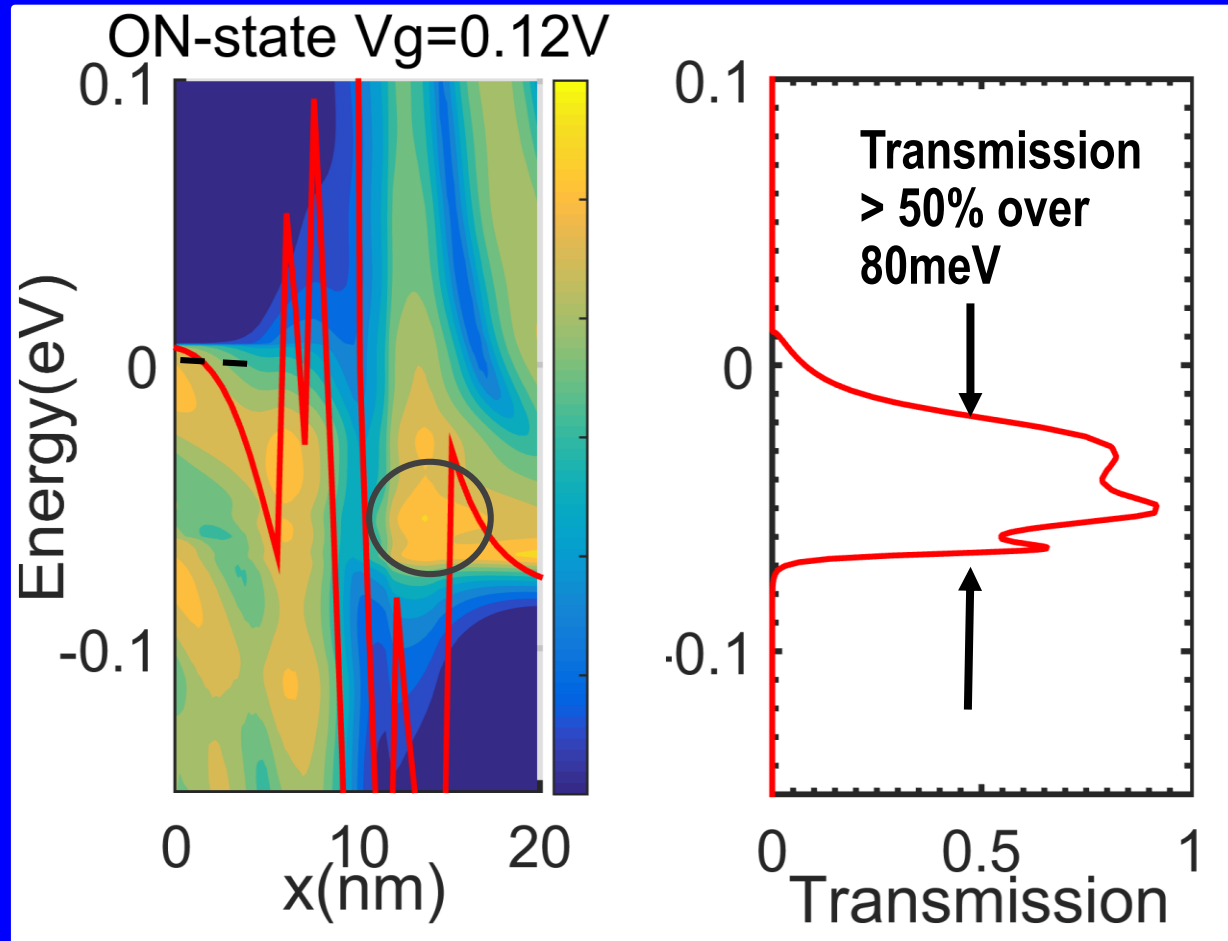 ON-state Vg=0.12V
0.1
0
-0.1
Energy(eV)
0
10
20
x(nm)
0.1
0
-0.1
Transmission
> 50% over
80meV
0
0.5
1
Transmission